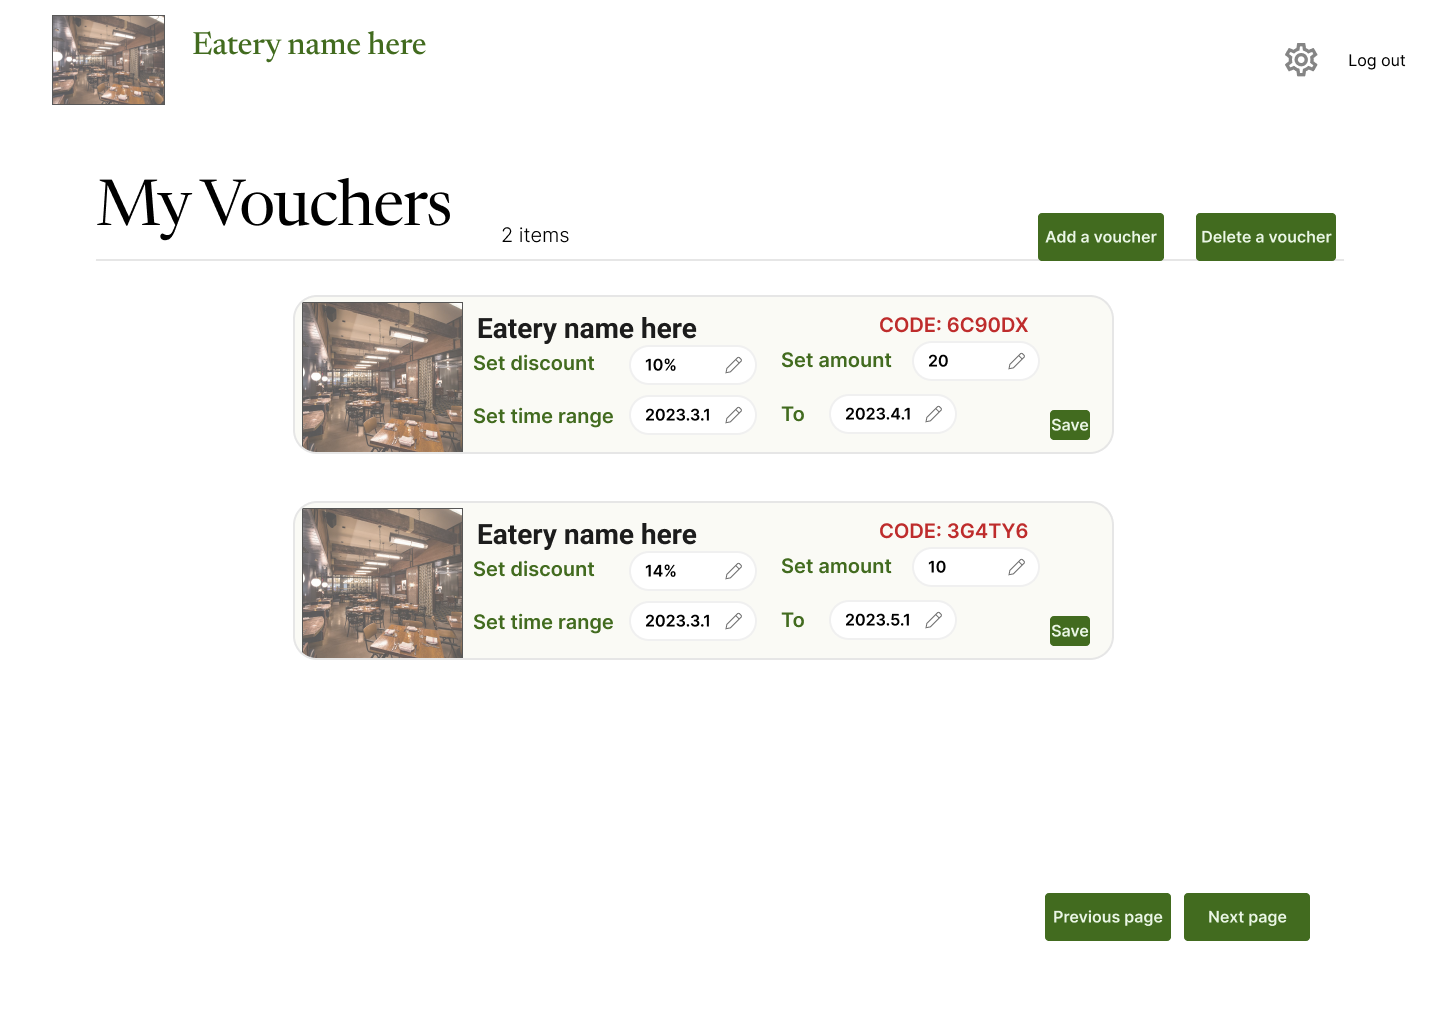 Eatery name here
Log out
My Vouchers
2 items
Add a voucher
Delete a voucher
Eatery name here
CODE: 6C90DX
Set discount
10%
Set amount
20
Set time range
2023.3.1
To
2023.4.1
Save
Eatery name here
CODE: 3G4TY6
Set discount
14%
Set amount
10
Set time range
2023.3.1
To
2023.5.1
Save
Previous page
Next page